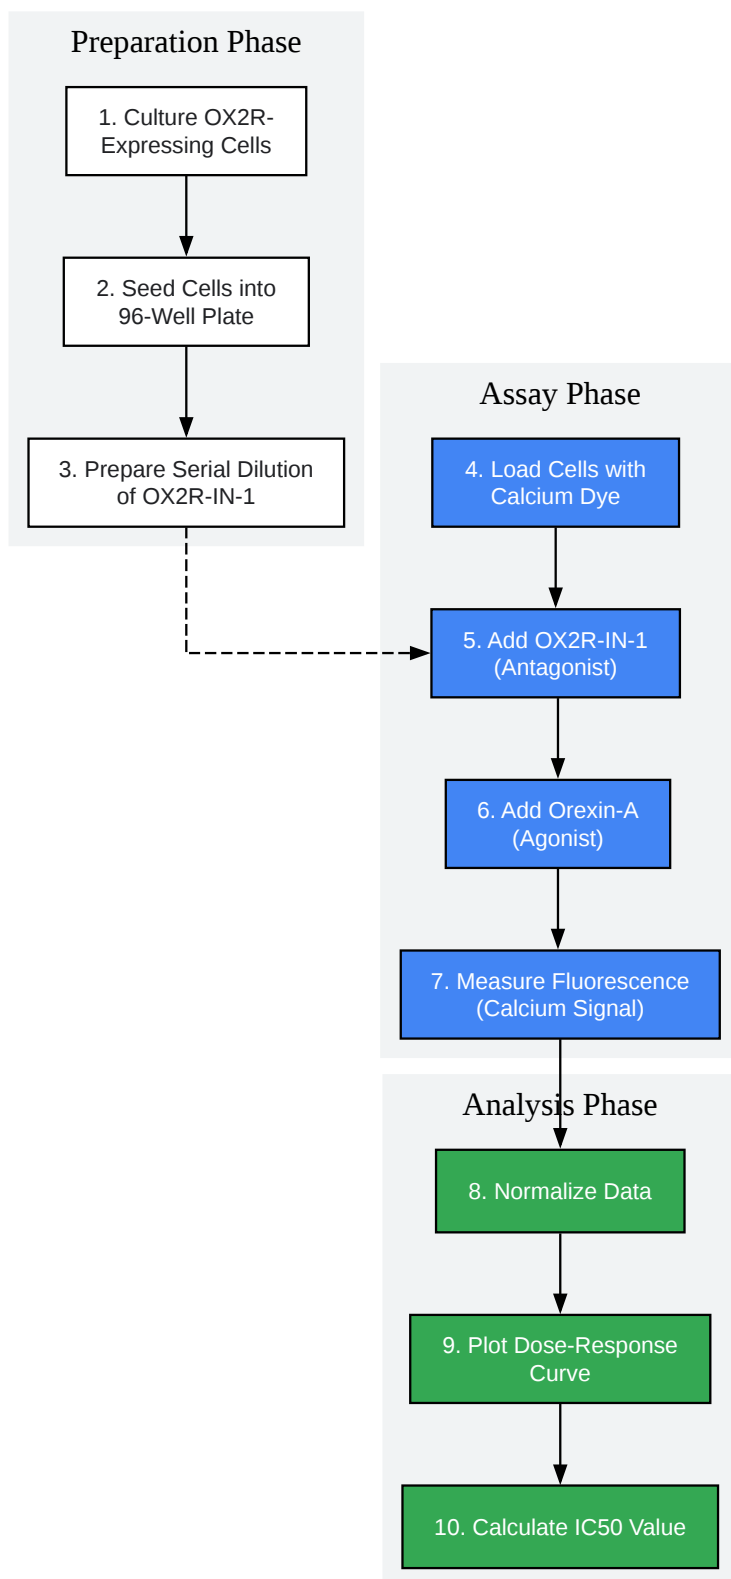 Preparation Phase
1. Culture OX2R-
Expressing Cells
2. Seed Cells into
96-Well Plate
3. Prepare Serial Dilution
of OX2R-IN-1
Assay Phase
4. Load Cells with
Calcium Dye
5. Add OX2R-IN-1
(Antagonist)
6. Add Orexin-A
(Agonist)
7. Measure Fluorescence
(Calcium Signal)
Analysis Phase
8. Normalize Data
9. Plot Dose-Response
Curve
10. Calculate IC50 Value